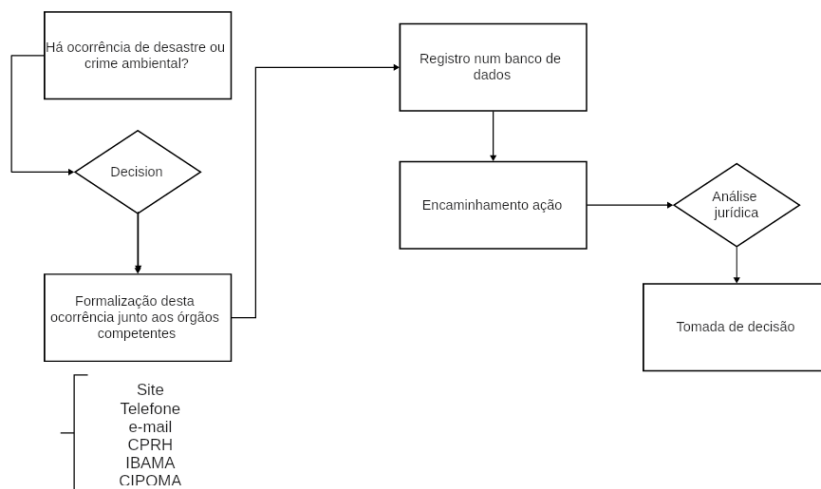 Há ocorrência de desastre ou
crime ambiental?
Decision
Formalização desta
ocorrência junto aos órgãos
competentes
Site
Telefone
e-mail
CPRH
IBAMA
CIPOMA
Registro num banco de
dados
Encaminhamento ação
Análise
jurídica
Tomada de decisão